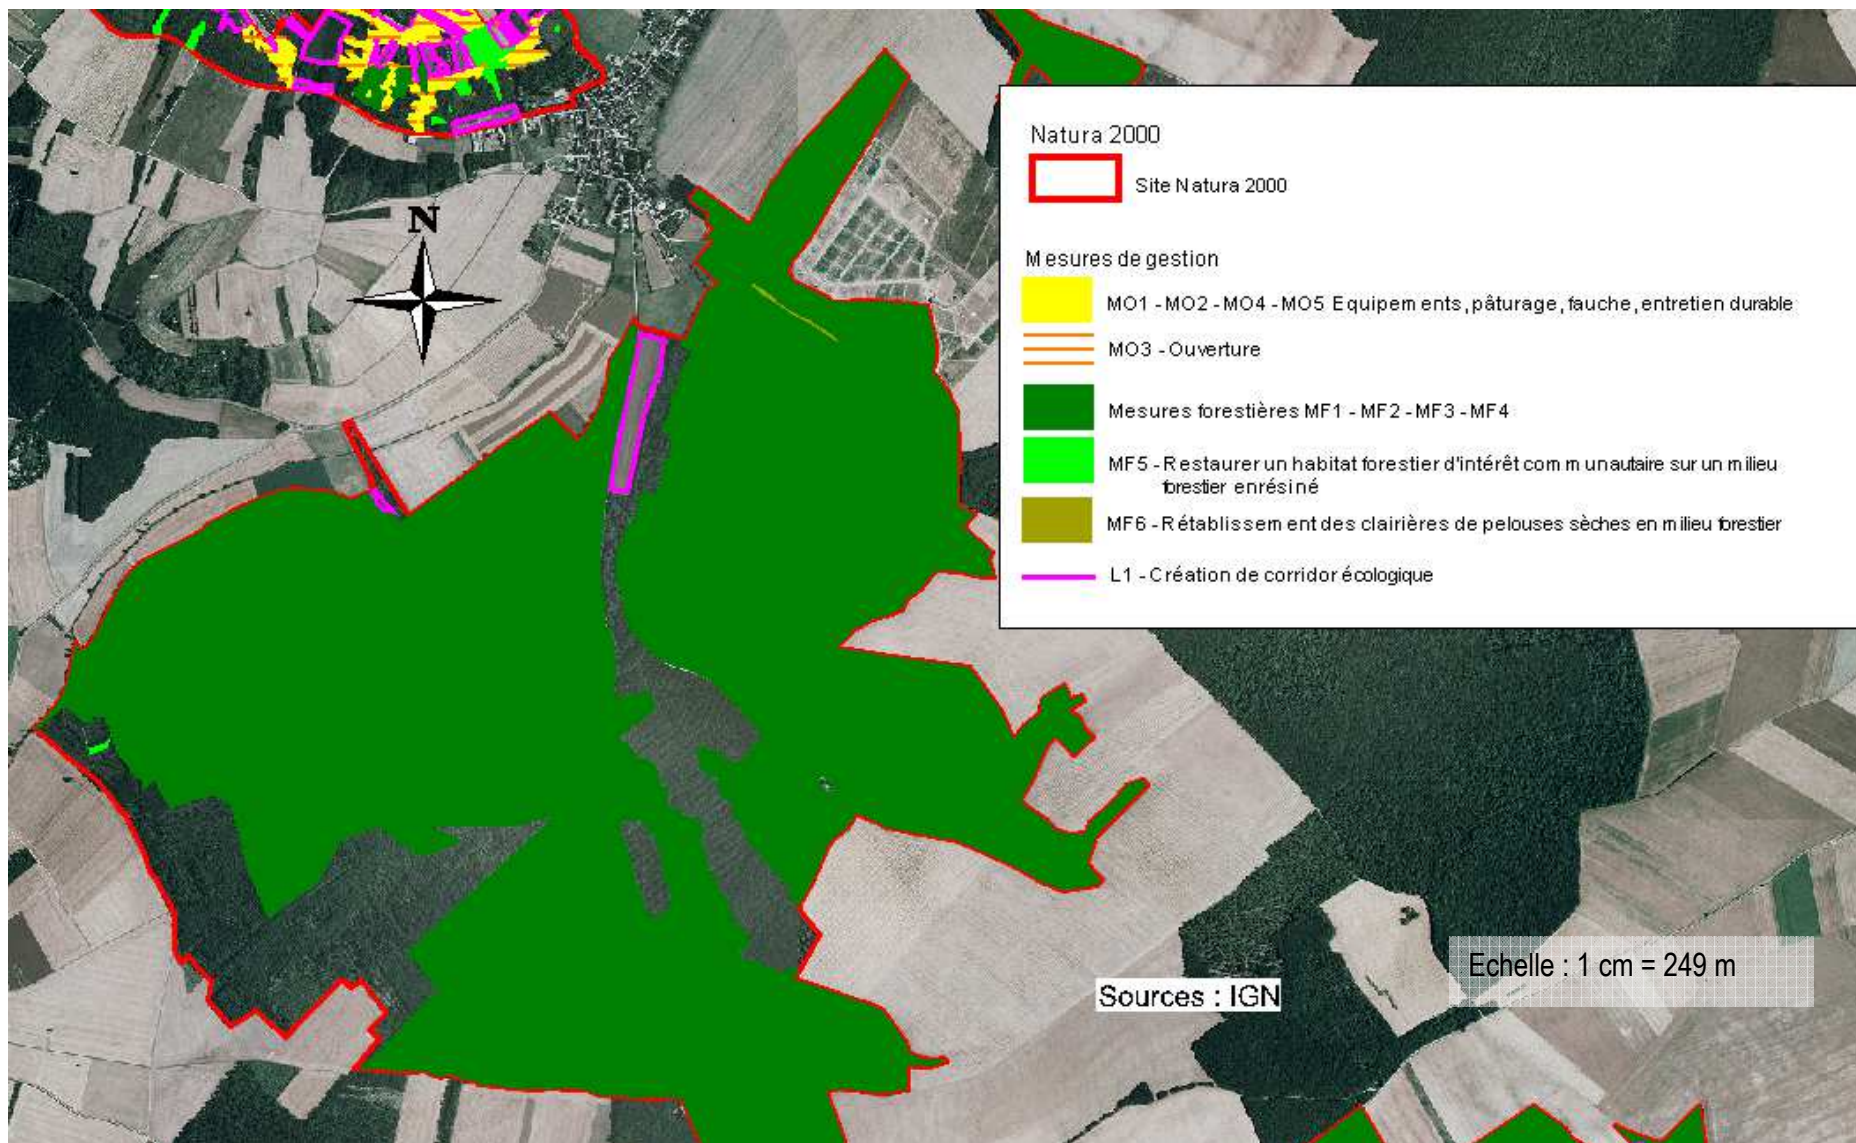 N
Natura 2000
Site Natura 2000
Mesures de gestion
MO1 - MO2 - MO4 - MO5 Equipements, pâturage, fauche, entretien durable
MO3 - Ouverture
Mesures forestières MF1 - MF2 - MF3 - MF4
MF5 - Restaurer un habitat forestier d'intérêt communautaire sur un milieu
forestier enrésiné
MF6 - Rétablissement des clairières de pelouses sèches en milieu forestier
L1 - Création de corridor écologique
Echelle : 1 cm = 249 m
Sources : IGN